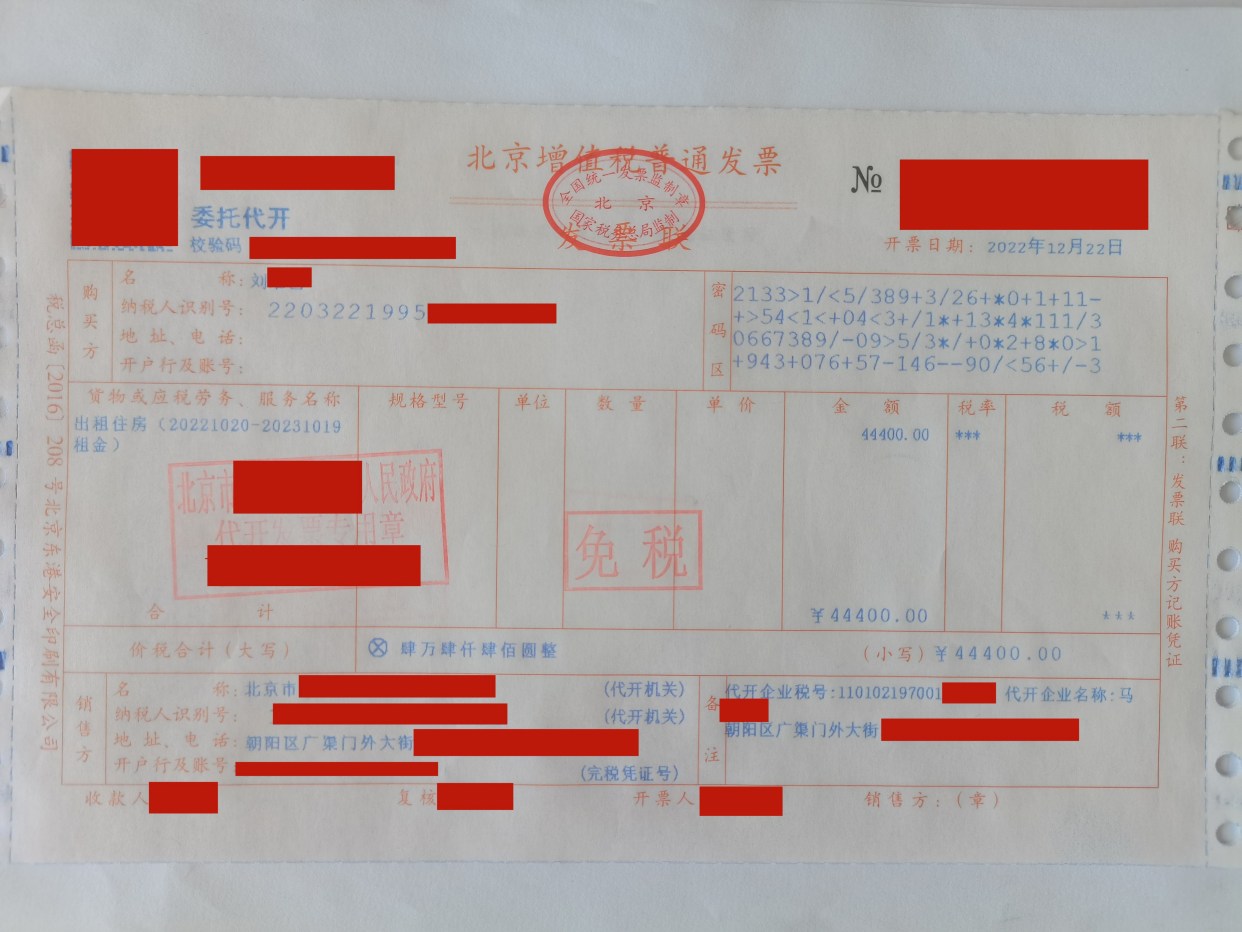 北京增值税普通发票
发票联
全国统一发票监制章
北京
国家税务总局监制
№
委托代开
校验码
开票日期: 2022年12月22日
税总函[2016] 208 号北京东港安全印刷有限公司
购买方
名称: 刘
纳税人识别号: 2203221995
地址、电话:
开户行及账号:
密码区
2133>1/<5/389+3/26+*0+1+11-
+>54<1<+04<3+/1*+13*4*111/3
0667389/-09>5/3*/+0*2+8*0>1
+943+076+57-146--90/<56+/-3
货物或应税劳务、服务名称 规格型号 单位 数量 单价 金额 税率 税额
出租住房(20221020-20231019 44400.00 *** ***
租金)
北京市 人民政府
代开发票专用章
免税
合计 ¥44400.00 ***
价税合计(大写) ⊗ 肆万肆仟肆佰圆整 (小写)¥44400.00
销售方
名称: 北京市 (代开机关)
纳税人识别号: (代开机关)
地址、电话: 朝阳区广渠门外大街
开户行及账号 (完税凭证号)
备注
代开企业税号:110102197001 代开企业名称:马
朝阳区广渠门外大街
收款人 复核 开票人 销售方:(章)
第二联:发票联 购买方记账凭证